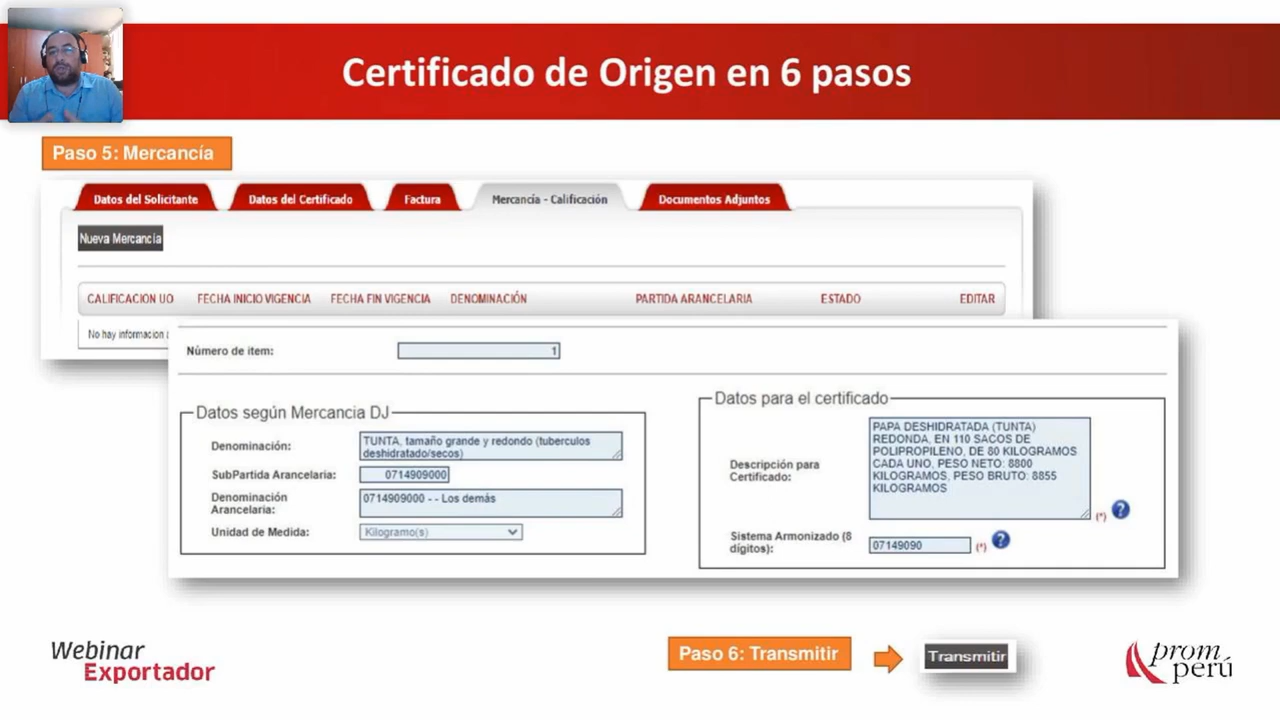 Certificado de Origen en 6 pasos
Paso 5: Mercancía
Datos del Solicitante
Datos del Certificado
Factura
Mercancía - Calificación
Documentos Adjuntos
Nueva Mercancía
CALIFICACIÓN UO
FECHA INICIO VIGENCIA
FECHA FIN VIGENCIA
DENOMINACIÓN
PARTIDA ARANCELARIA
ESTADO
EDITAR
No hay informacion
Número de item:
1
Datos según Mercancia DJ
Denominación:
TUNTA, tamaño grande y redondo (tuberculos
deshidratado/secos)
SubPartida Arancelaria:
0714909000
Denominación
Arancelaria:
0714909000 - - Los demás
Unidad de Medida:
Kilogramo(s)
Datos para el certificado
Descripción para
Certificado:
PAPA DESHIDRATADA (TUNTA)
REDONDA, EN 110 SACOS DE
POLIPROPILENO, DE 80 KILOGRAMOS
CADA UNO, PESO NETO: 8800
KILOGRAMOS, PESO BRUTO: 8855
KILOGRAMOS
(*) ?
Sistema Armonizado (8
dígitos):
07149090
(*) ?
Webinar
Exportador
Paso 6: Transmitir
Transmitir
prom
perú